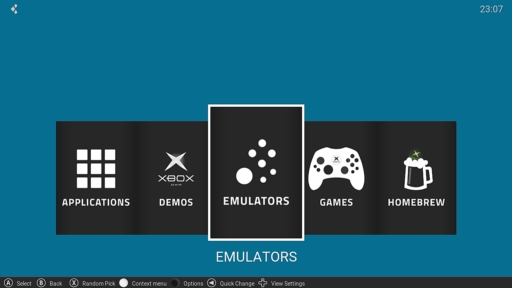 23:07
XBOX
APPLICATIONS
DEMOS
EMULATORS
GAMES
HOMEBREW
EMULATORS
A Select B Back X Random Pick Context menu Options Quick Change View Settings